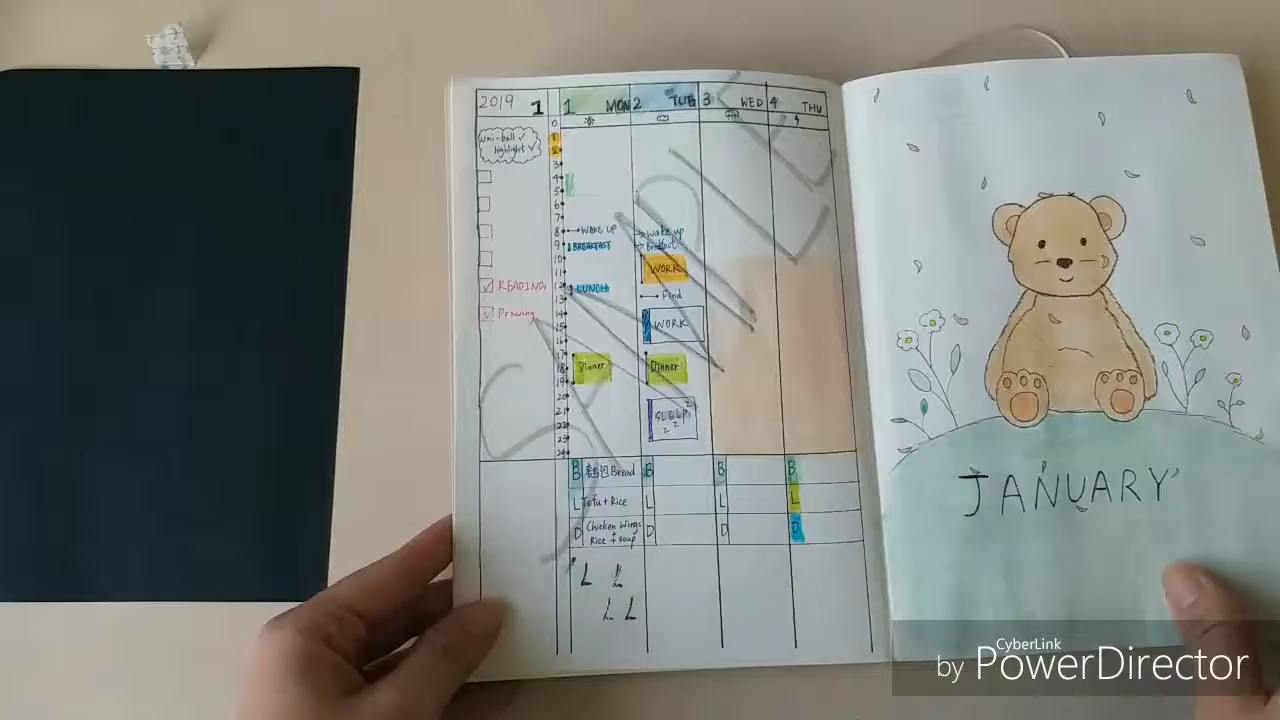 2019 1
1 MON
2 TUE
3 WED
4 THU
uni-ball ✓
highlight ✓
0
1
2
3
4
5
6
7
8
9
10
11
12
13
14
15
16
17
18
19
20
21
22
23
24
READING
Drawing
WAKE UP
BREAKFAST
LUNCH
Dinner
Wake up
WORK
WORK
Dinner
SLEEP
z z z
SAMPLE
B 麵包 Bread
L Tofu + Rice
D Chicken Wings
Rice + soup
B
L
D
B
L
D
B
L
D
L L
L L
JANUARY
CyberLink
by PowerDirector